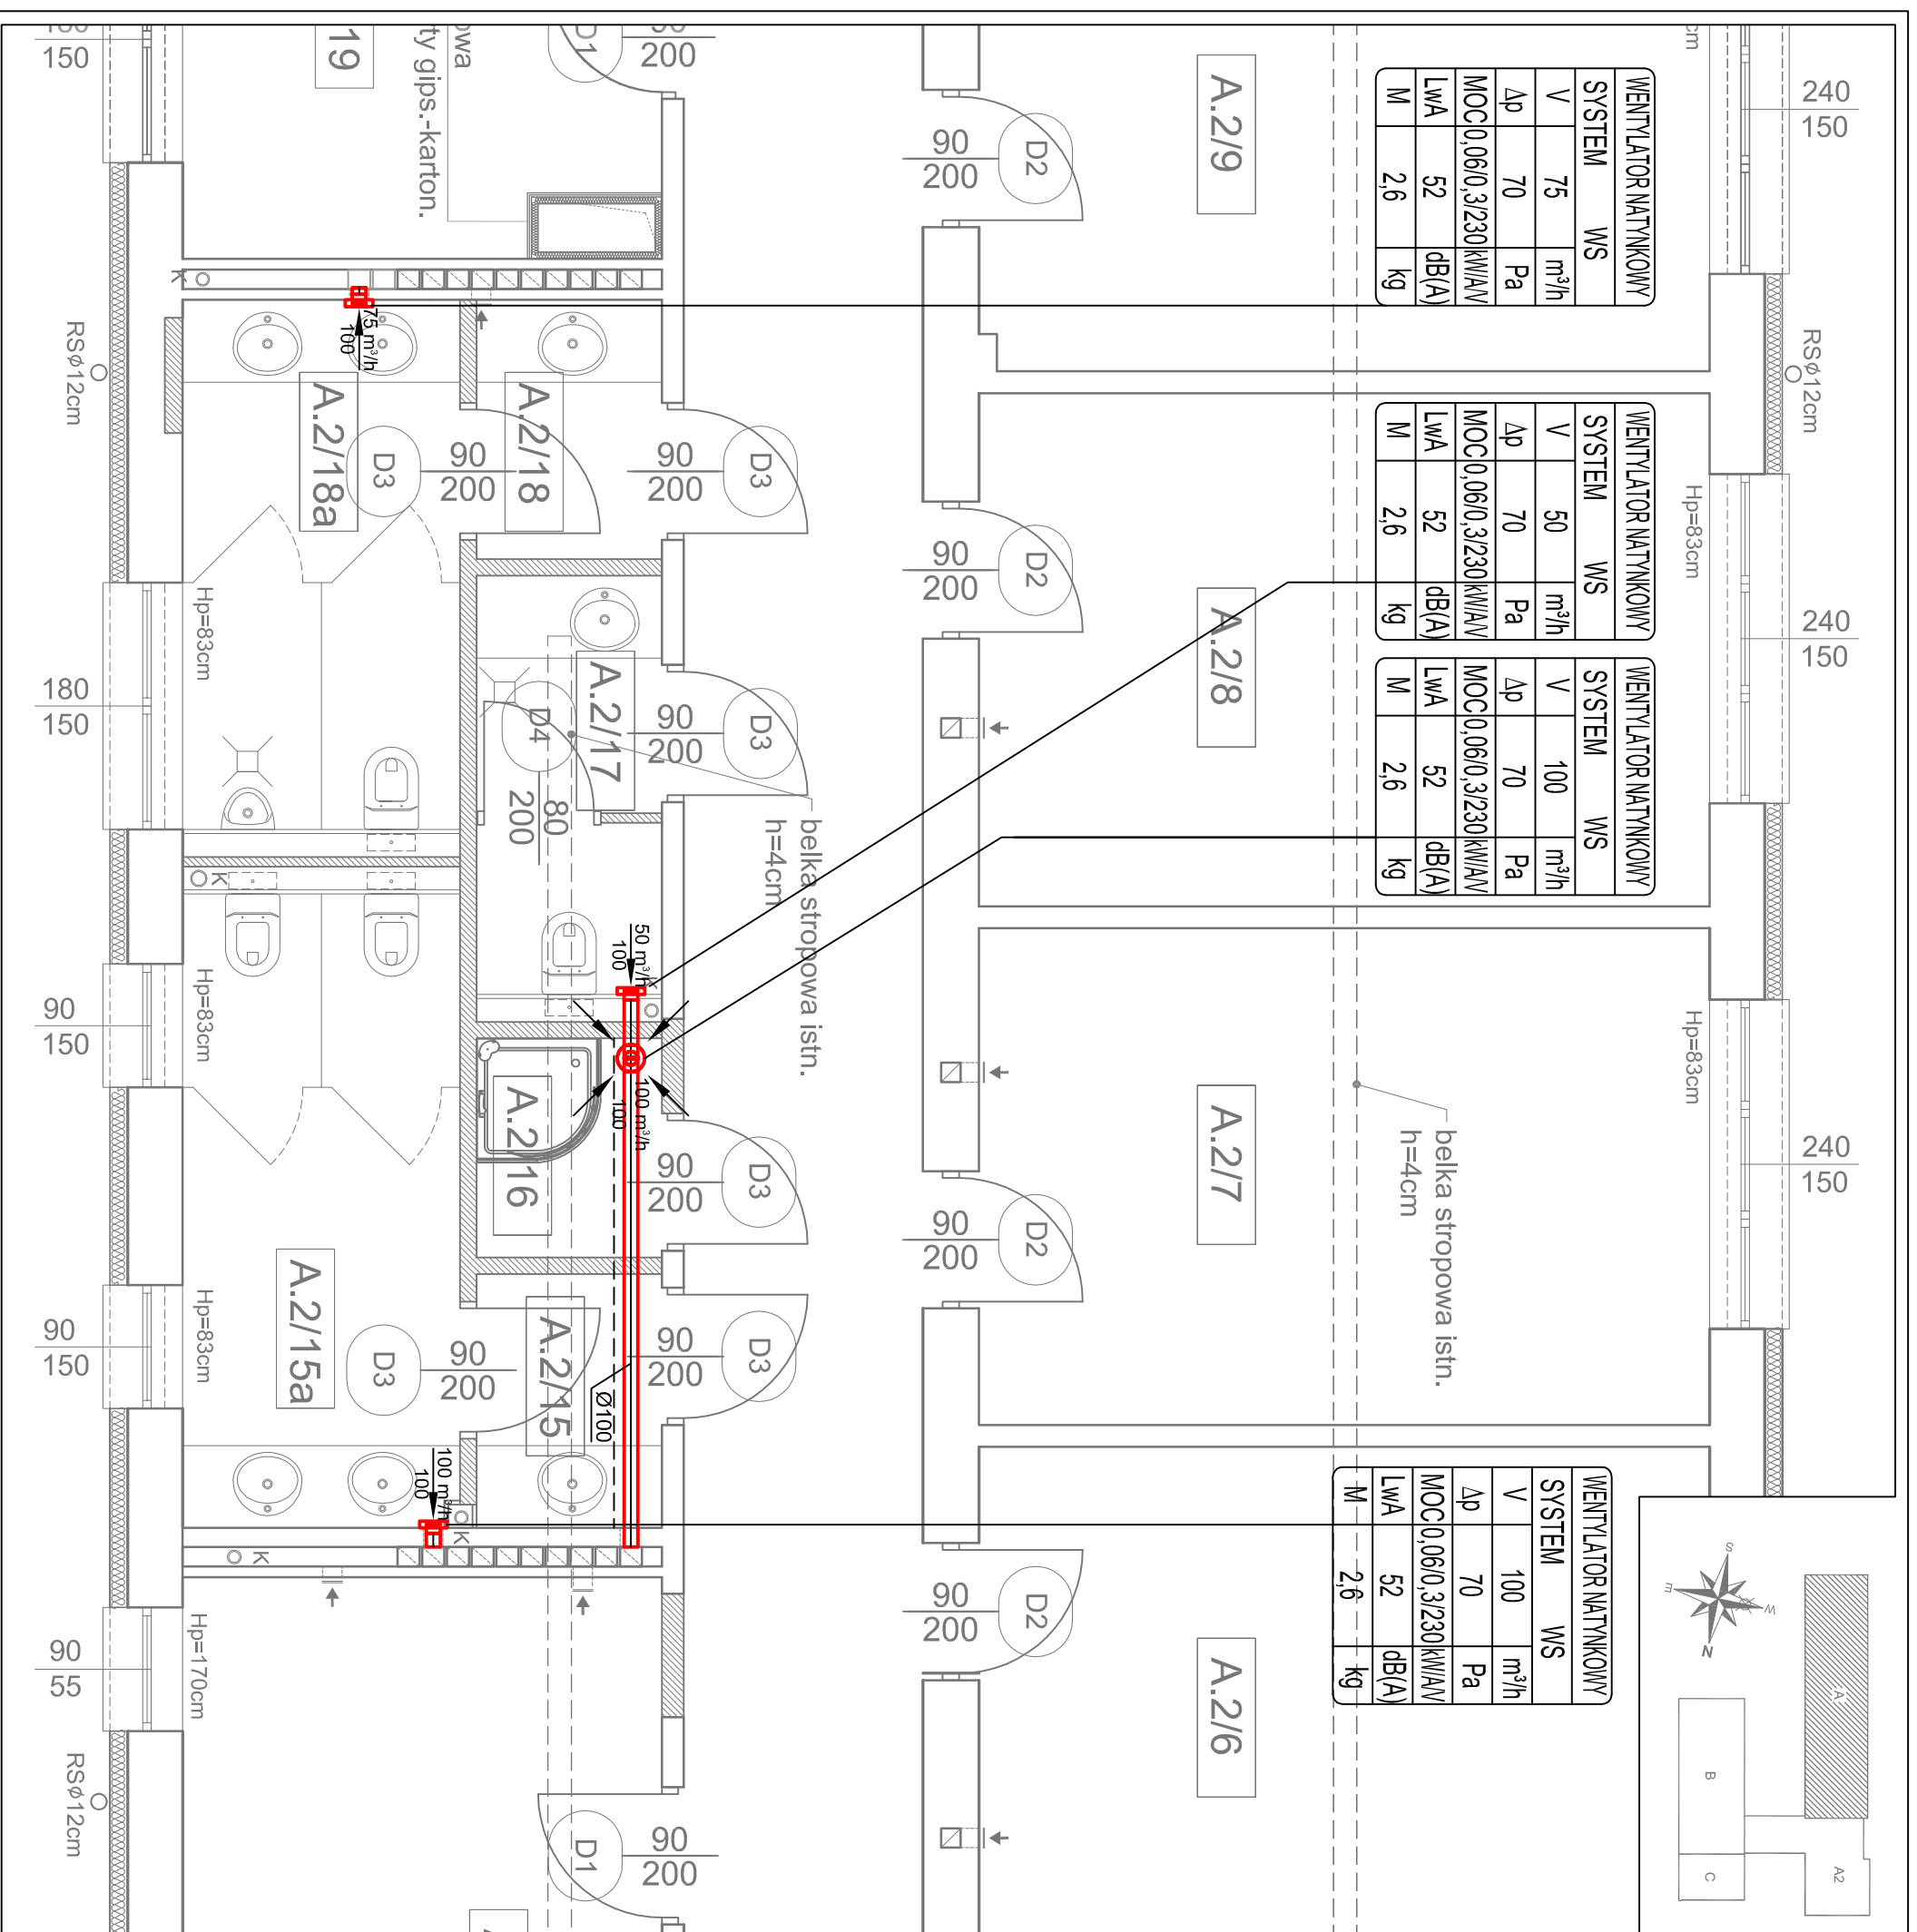 WENTYLATOR NATYNKOWY
SYSTEM WS
V 75 m³/h
Δp 70 Pa
MOC 0,06/0,3/230 kW/A/V
LwA 52 dB(A)
M 2,6 kg
WENTYLATOR NATYNKOWY
SYSTEM WS
V 50 m³/h
Δp 70 Pa
MOC 0,06/0,3/230 kW/A/V
LwA 52 dB(A)
M 2,6 kg
WENTYLATOR NATYNKOWY
SYSTEM WS
V 100 m³/h
Δp 70 Pa
MOC 0,06/0,3/230 kW/A/V
LwA 52 dB(A)
M 2,6 kg
WENTYLATOR NATYNKOWY
SYSTEM WS
V 100 m³/h
Δp 70 Pa
MOC 0,06/0,3/230 kW/A/V
LwA 52 dB(A)
M 2,6 kg
240
150
240
150
240
150
RSϕ12cm
Hp=83cm
Hp=83cm
cm
A.2/9
A.2/8
A.2/7
A.2/6
belka stropowa istn.
h=4cm
D2
90
200
D2
90
200
D2
90
200
D2
90
200
belka stropowa istn.
h=4cm
D1
90
200
D3
90
200
D3
90
200
D3
90
200
D3
90
200
D1
90
200
19
ty gips.-karton.
A.2/18
A.2/18a
D3
90
200
A.2/17
D4
80
200
A.2/16
A.2/15
A.2/15a
D3
90
200
75 m³/h
100
50 m³/h
100
100 m³/h
100
100 m³/h
100
Ø100
K
K
K
K
K
150
RSϕ12cm
Hp=83cm
180
150
Hp=83cm
90
150
Hp=83cm
90
150
Hp=170cm
90
55
RSϕ12cm
S
W
E
N
A
B
C
A2